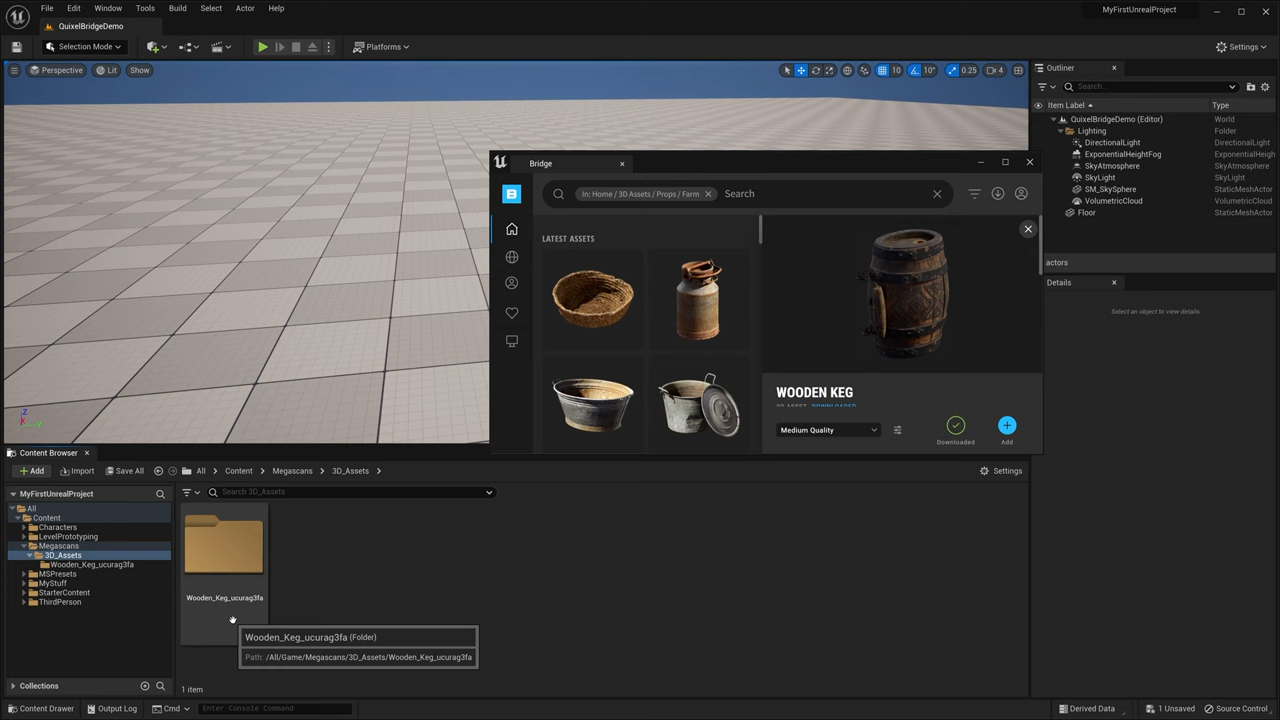 File Edit Window Tools Build Select Actor Help
MyFirstUnrealProject
QuixelBridgeDemo
Selection Mode
Platforms
Settings
Perspective
Lit
Show
10
10°
0.25
4
Outliner
Search...
Item Label
Type
QuixelBridgeDemo (Editor)
World
Lighting
Folder
DirectionalLight
DirectionalLight
ExponentialHeightFog
ExponentialHeigh
SkyAtmosphere
SkyAtmosphere
SkyLight
SkyLight
SM_SkySphere
StaticMeshActor
VolumetricCloud
VolumetricCloud
Floor
StaticMeshActor
actors
Details
Select an object to view details
Bridge
In: Home / 3D Assets / Props / Farm
Search
LATEST ASSETS
WOODEN KEG
3D ASSET DOWNLOADED
Medium Quality
Downloaded
Add
Content Browser
Add
Import
Save All
All
Content
Megascans
3D_Assets
Settings
MyFirstUnrealProject
Search 3D_Assets
All
Content
Characters
LevelPrototyping
Megascans
3D_Assets
Wooden_Keg_ucurag3fa
MSPresets
MyStuff
StarterContent
ThirdPerson
Wooden_Keg_ucurag3fa
Wooden_Keg_ucurag3fa (Folder)
Path: /All/Game/Megascans/3D_Assets/Wooden_Keg_ucurag3fa
Collections
1 item
Content Drawer
Output Log
Cmd
Enter Console Command
Derived Data
1 Unsaved
Source Control